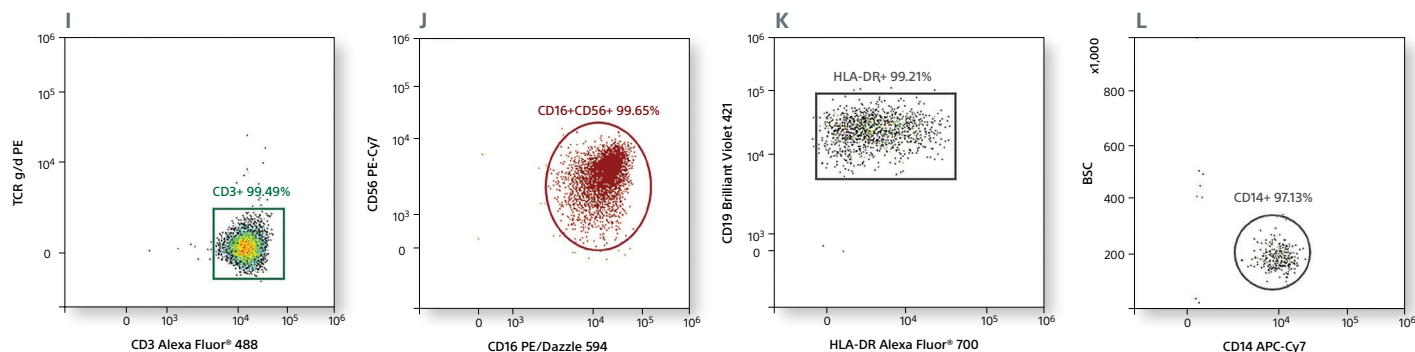 I
10⁶
10⁵
10⁴
0
TCR g/d PE
CD3+ 99.49%
0
10³
10⁴
10⁵
10⁶
CD3 Alexa Fluor® 488
J
10⁶
10⁵
10⁴
10³
0
CD56 PE-Cy7
CD16+CD56+ 99.65%
0
10³
10⁴
10⁵
10⁶
CD16 PE/Dazzle 594
K
10⁶
10⁵
10⁴
10³
0
CD19 Brilliant Violet 421
HLA-DR+ 99.21%
0
10⁴
10⁵
10⁶
HLA-DR Alexa Fluor® 700
L
x1,000
800
600
400
200
BSC
CD14+ 97.13%
0
10⁴
10⁵
10⁶
CD14 APC-Cy7